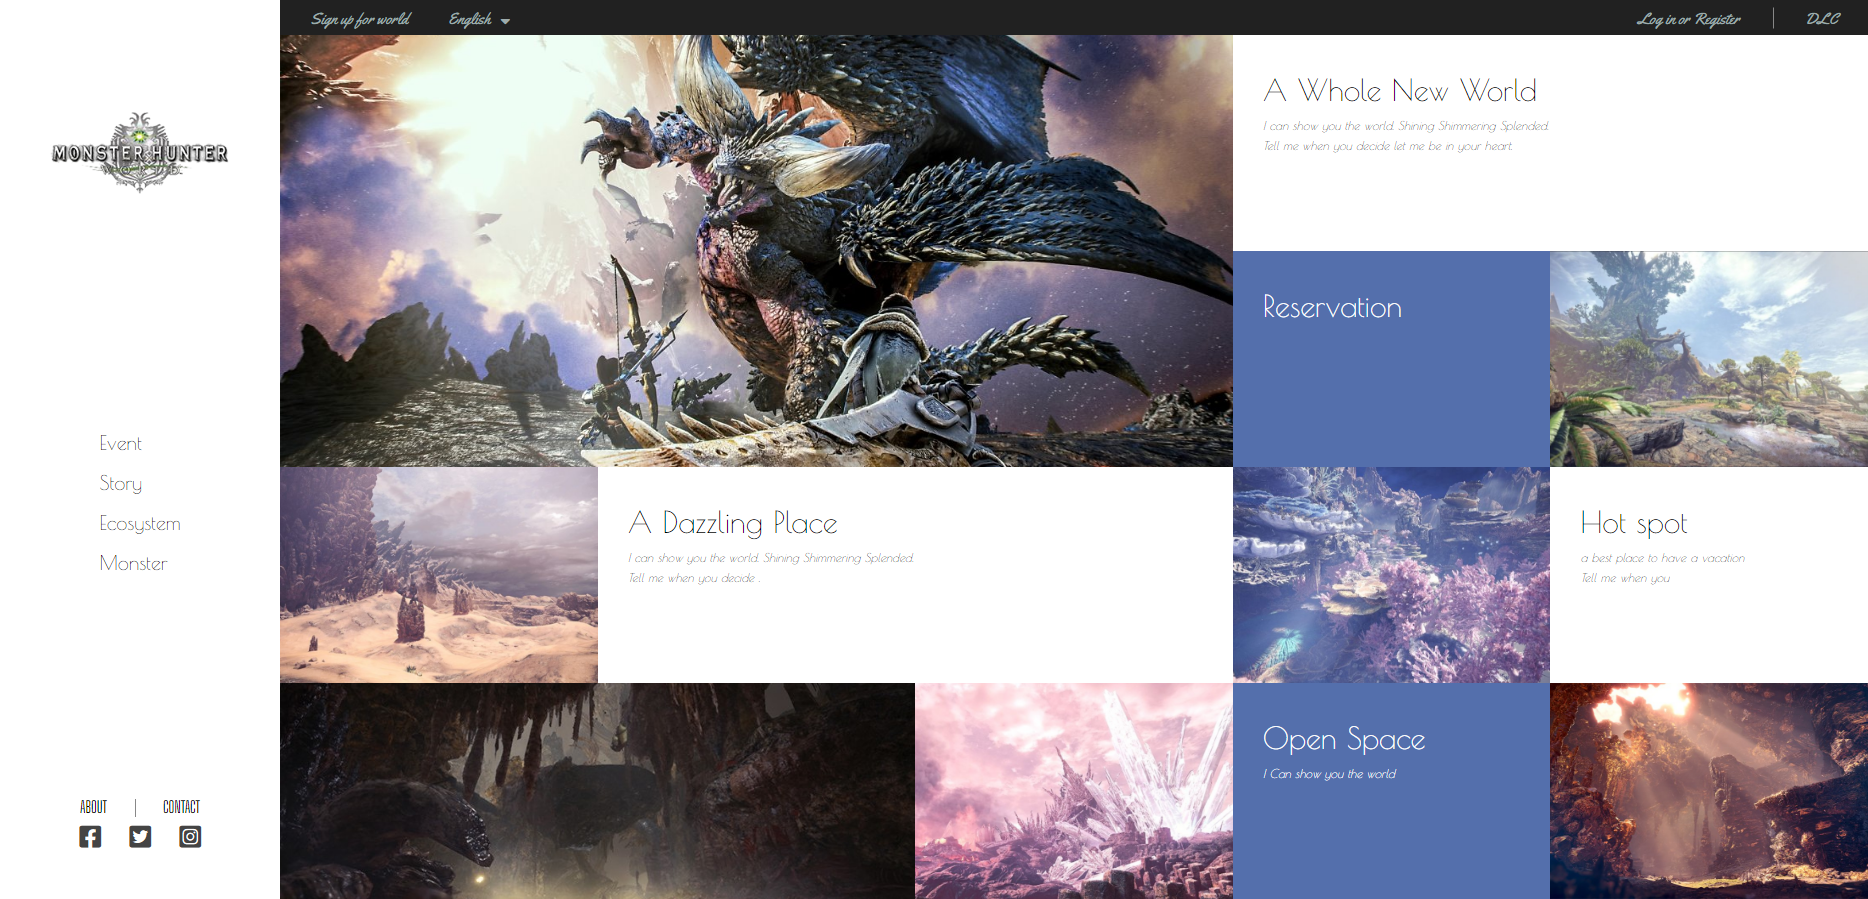 Sign up for world
English
Log in or Register
DLC
MONSTER HUNTER
WORLD
Event
Story
Ecosystem
Monster
ABOUT
CONTACT
A Whole New World
I can show you the world. Shining Shimmering Splended.
Tell me when you decide let me be in your heart.
Reservation
A Dazzling Place
I can show you the world. Shining Shimmering Splended.
Tell me when you decide .
Hot spot
a best place to have a vacation
Tell me when you
Open Space
I Can show you the world